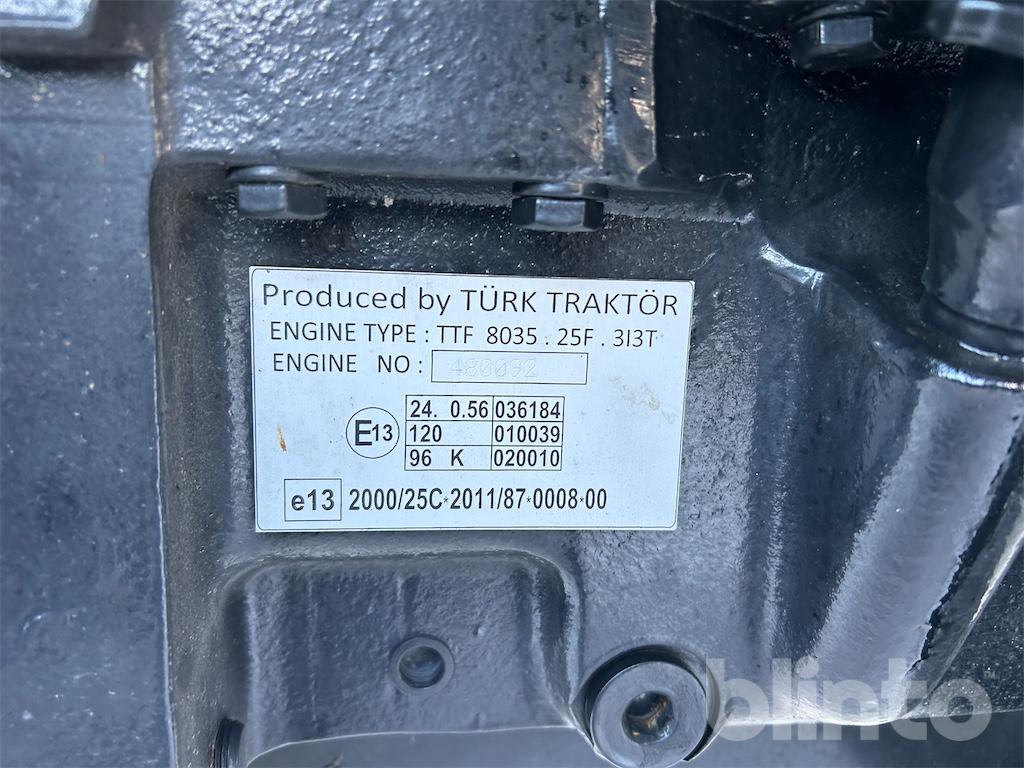 Produced by TÜRK TRAKTÖR
ENGINE TYPE : TTF 8035 . 25F . 3I3T
ENGINE NO : 480092
E13
24. 0.56 036184
120 010039
96 K 020010
e13 2000/25C*2011/87*0008*00
blinto